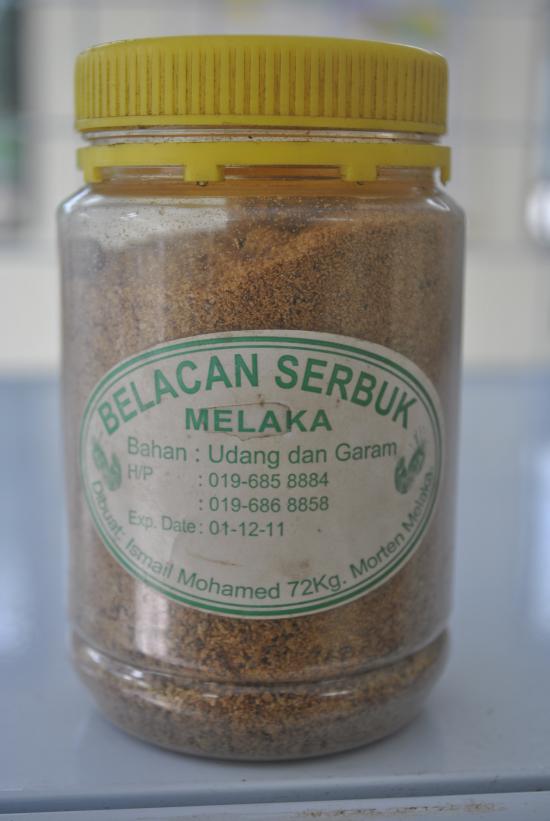 BELACAN SERBUK
MELAKA
Bahan : Udang dan Garam
H/P : 019-685 8884
: 019-686 8858
Exp. Date : 01-12-11
Dibuat: Ismail Mohamed 72Kg. Morten Melaka